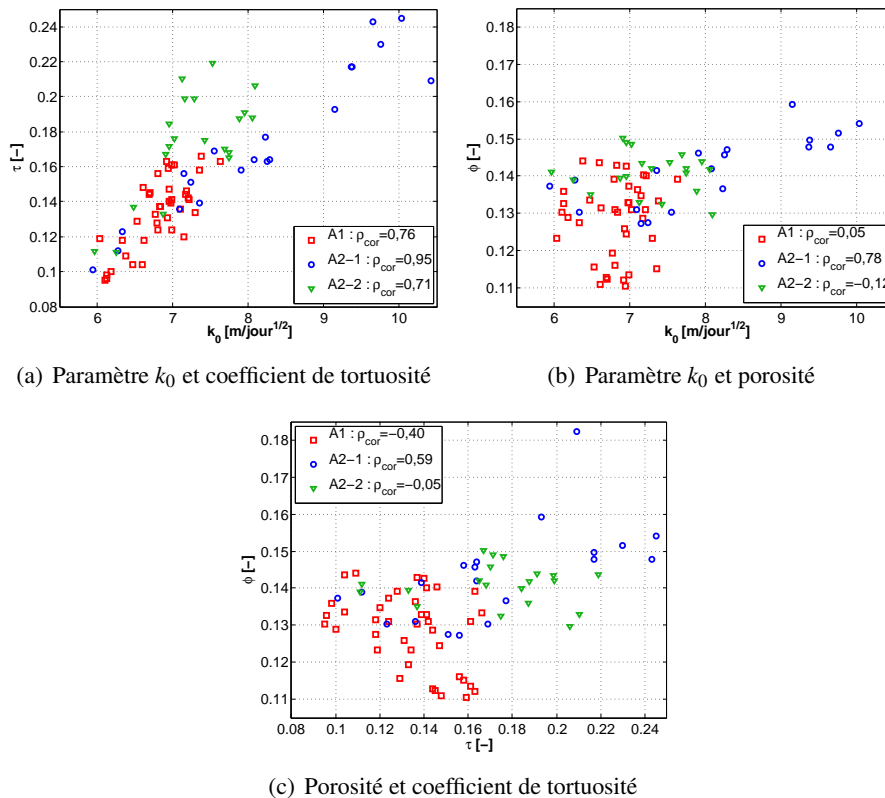 0.24
0.22
0.2
0.18
0.16
0.14
0.12
0.1
0.08
τ [−]
A1 : ρcor=0,76
A2−1 : ρcor=0,95
A2−2 : ρcor=0,71
6 7 8 9 10
k0 [m/jour1/2]
(a) Paramètre k0 et coefficient de tortuosité
0.18
0.17
0.16
0.15
0.14
0.13
0.12
0.11
ϕ [−]
A1 : ρcor=0,05
A2−1 : ρcor=0,78
A2−2 : ρcor=−0,12
6 7 8 9 10
k0 [m/jour1/2]
(b) Paramètre k0 et porosité
A1 : ρcor=−0,40
A2−1 : ρcor=0,59
A2−2 : ρcor=−0,05
0.18
0.17
0.16
0.15
0.14
0.13
0.12
0.11
ϕ [−]
0.08 0.1 0.12 0.14 0.16 0.18 0.2 0.22 0.24
τ [−]
(c) Porosité et coefficient de tortuosité